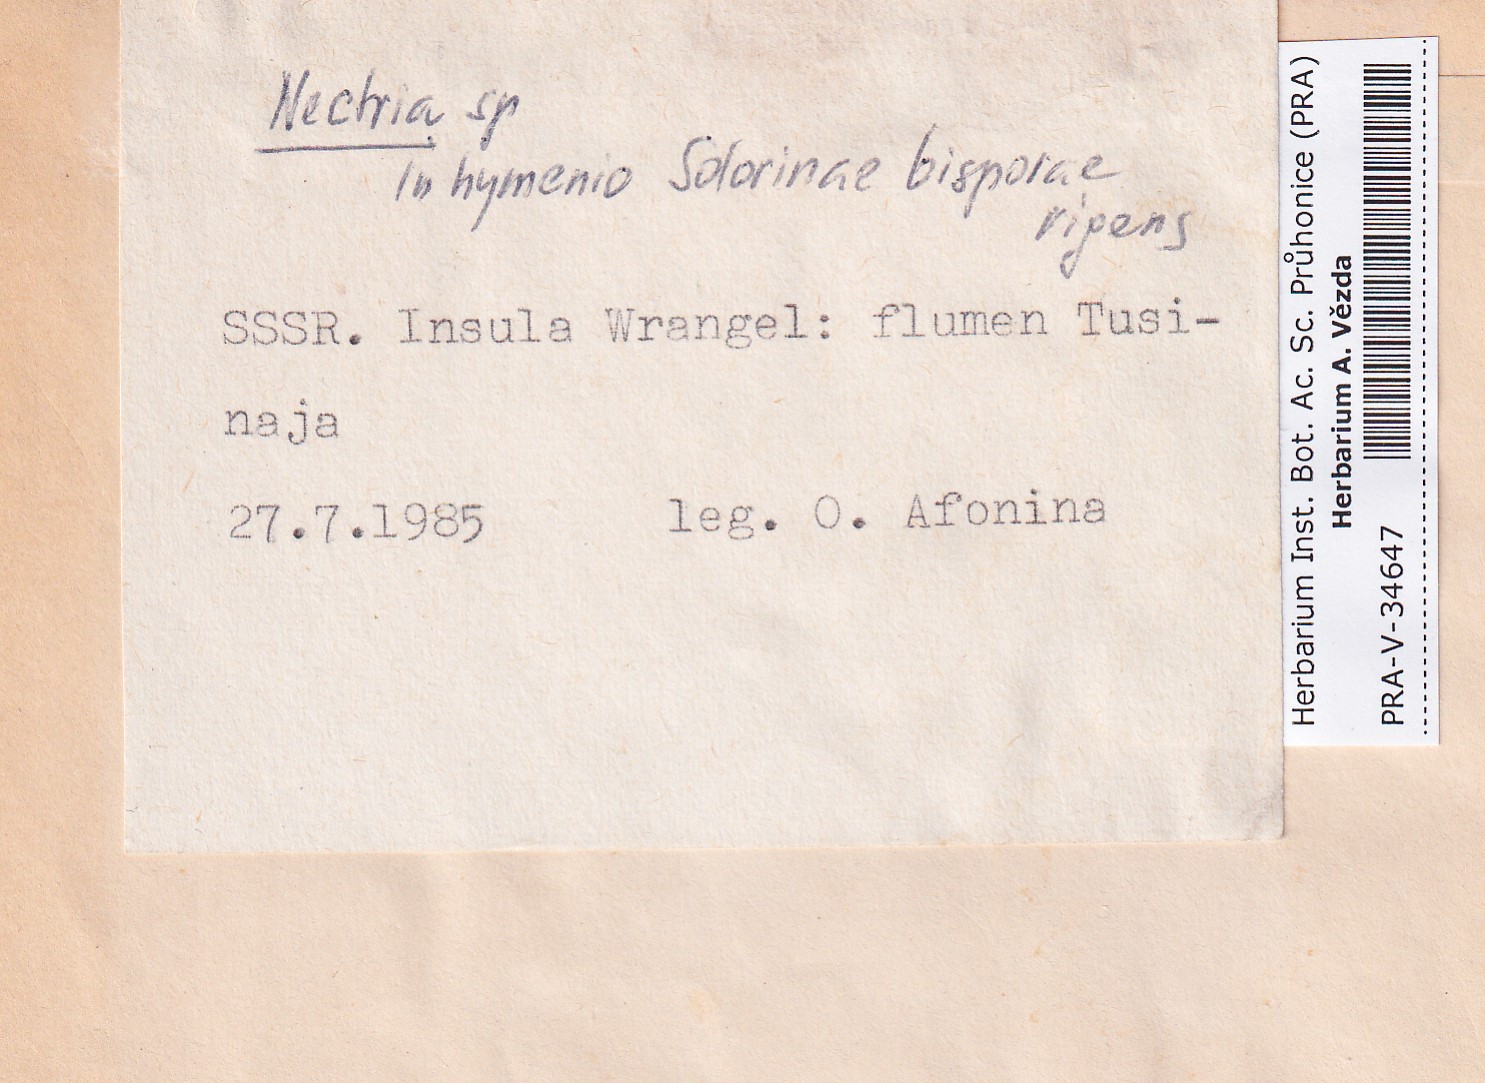 Nectria sp
In hymenio Solorinae bisporae
vigens
SSSR. Insula Wrangel: flumen Tusi-
naja
27.7.1985 leg. O. Afonina
Herbarium Inst. Bot. Ac. Sc. Průhonice (PRA)
Herbarium A. Vězda
PRA-V-34647